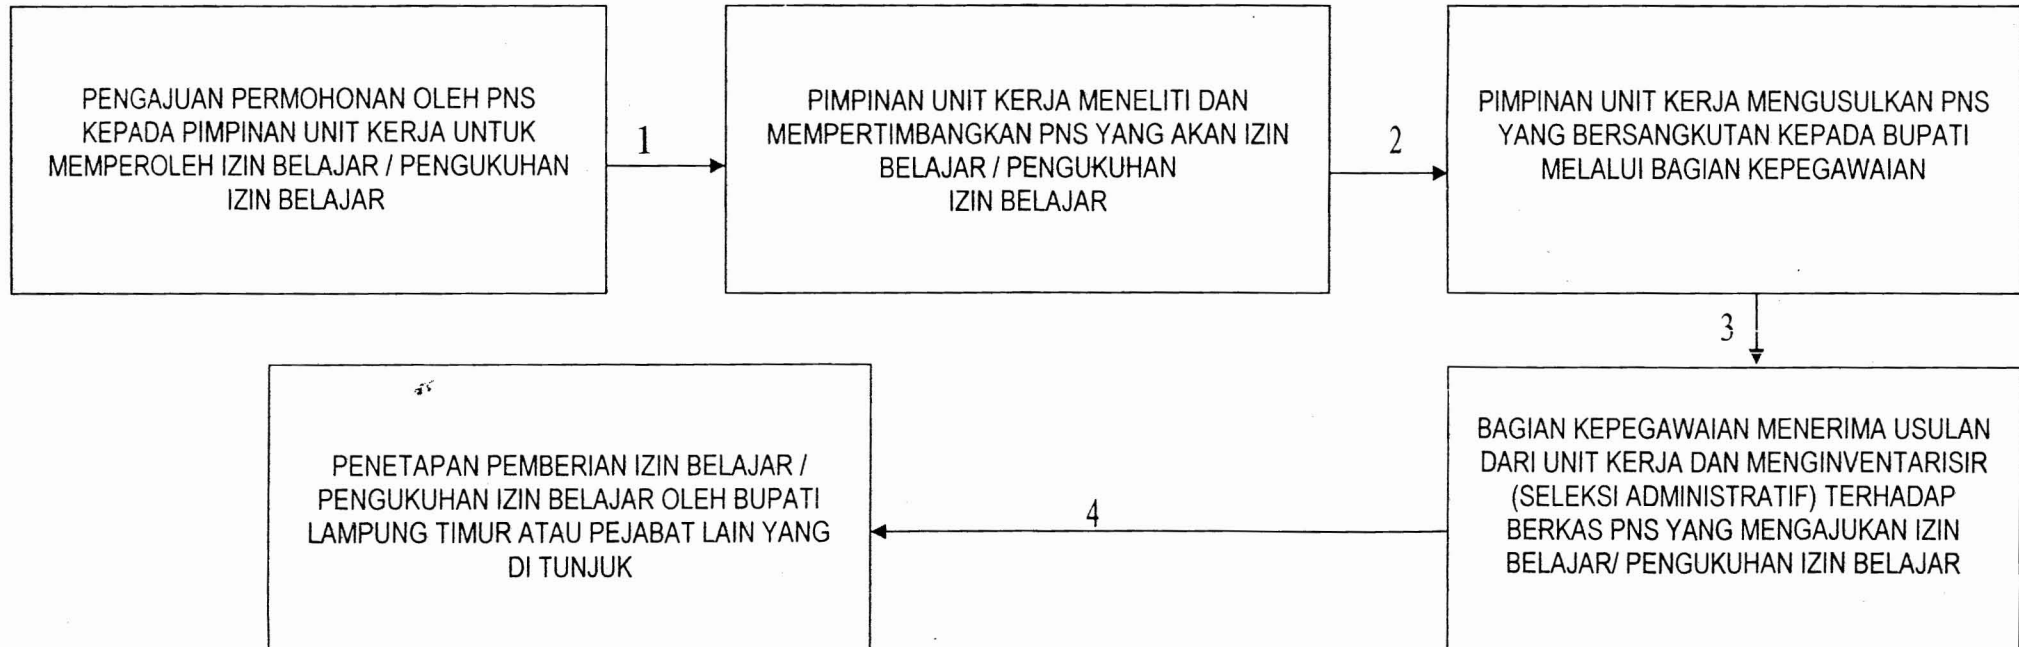 PENGAJUAN PERMOHONAN OLEH PNS
KEPADA PIMPINAN UNIT KERJA UNTUK
MEMPEROLEH IZIN BELAJAR / PENGUKUHAN
IZIN BELAJAR
1
PIMPINAN UNIT KERJA MENELITI DAN
MEMPERTIMBANGKAN PNS YANG AKAN IZIN
BELAJAR / PENGUKUHAN
IZIN BELAJAR
2
PIMPINAN UNIT KERJA MENGUSULKAN PNS
YANG BERSANGKUTAN KEPADA BUPATI
MELALUI BAGIAN KEPEGAWAIAN
3
BAGIAN KEPEGAWAIAN MENERIMA USULAN
DARI UNIT KERJA DAN MENGINVENTARISIR
(SELEKSI ADMINISTRATIF) TERHADAP
BERKAS PNS YANG MENGAJUKAN IZIN
BELAJAR/ PENGUKUHAN IZIN BELAJAR
4
PENETAPAN PEMBERIAN IZIN BELAJAR /
PENGUKUHAN IZIN BELAJAR OLEH BUPATI
LAMPUNG TIMUR ATAU PEJABAT LAIN YANG
DI TUNJUK